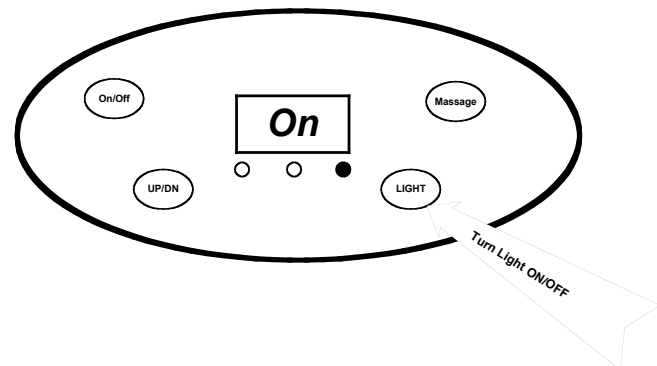 On/Off
On
Massage
UP/DN
LIGHT
Turn Light ON/OFF